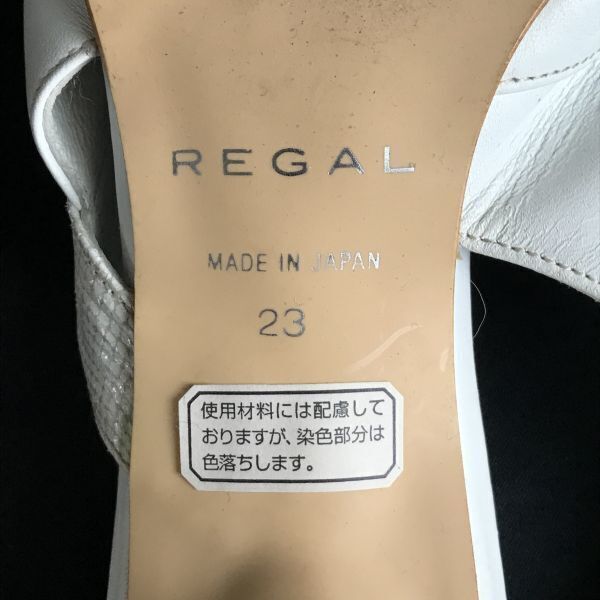 REGAL
MADE IN JAPAN
23
使用材料には配慮して
おりますが、染色部分は
色落ちします。